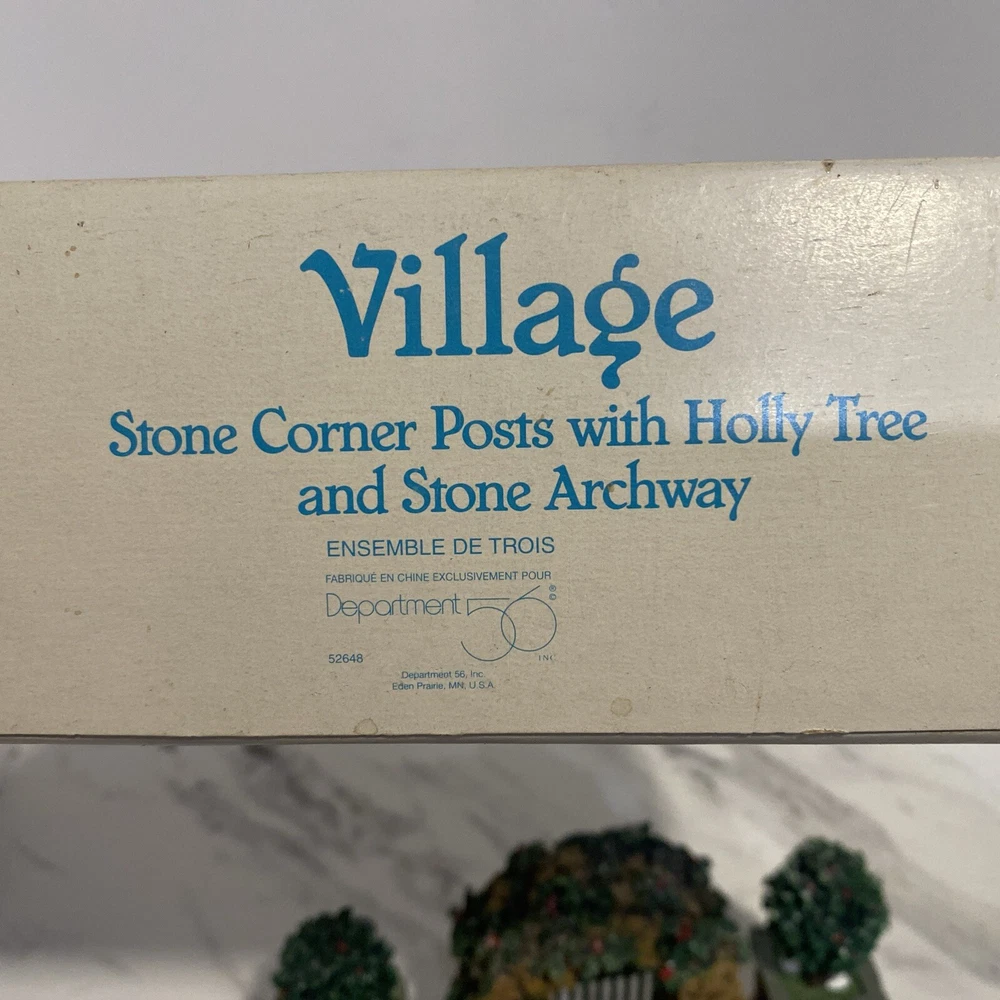 Village
Stone Corner Posts with Holly Tree
and Stone Archway
ENSEMBLE DE TROIS
FABRIQUÉ EN CHINE EXCLUSIVEMENT POUR
Department 56 ® ©
INC
52648
Department 56, Inc.
Eden Prairie, MN, U.S.A.